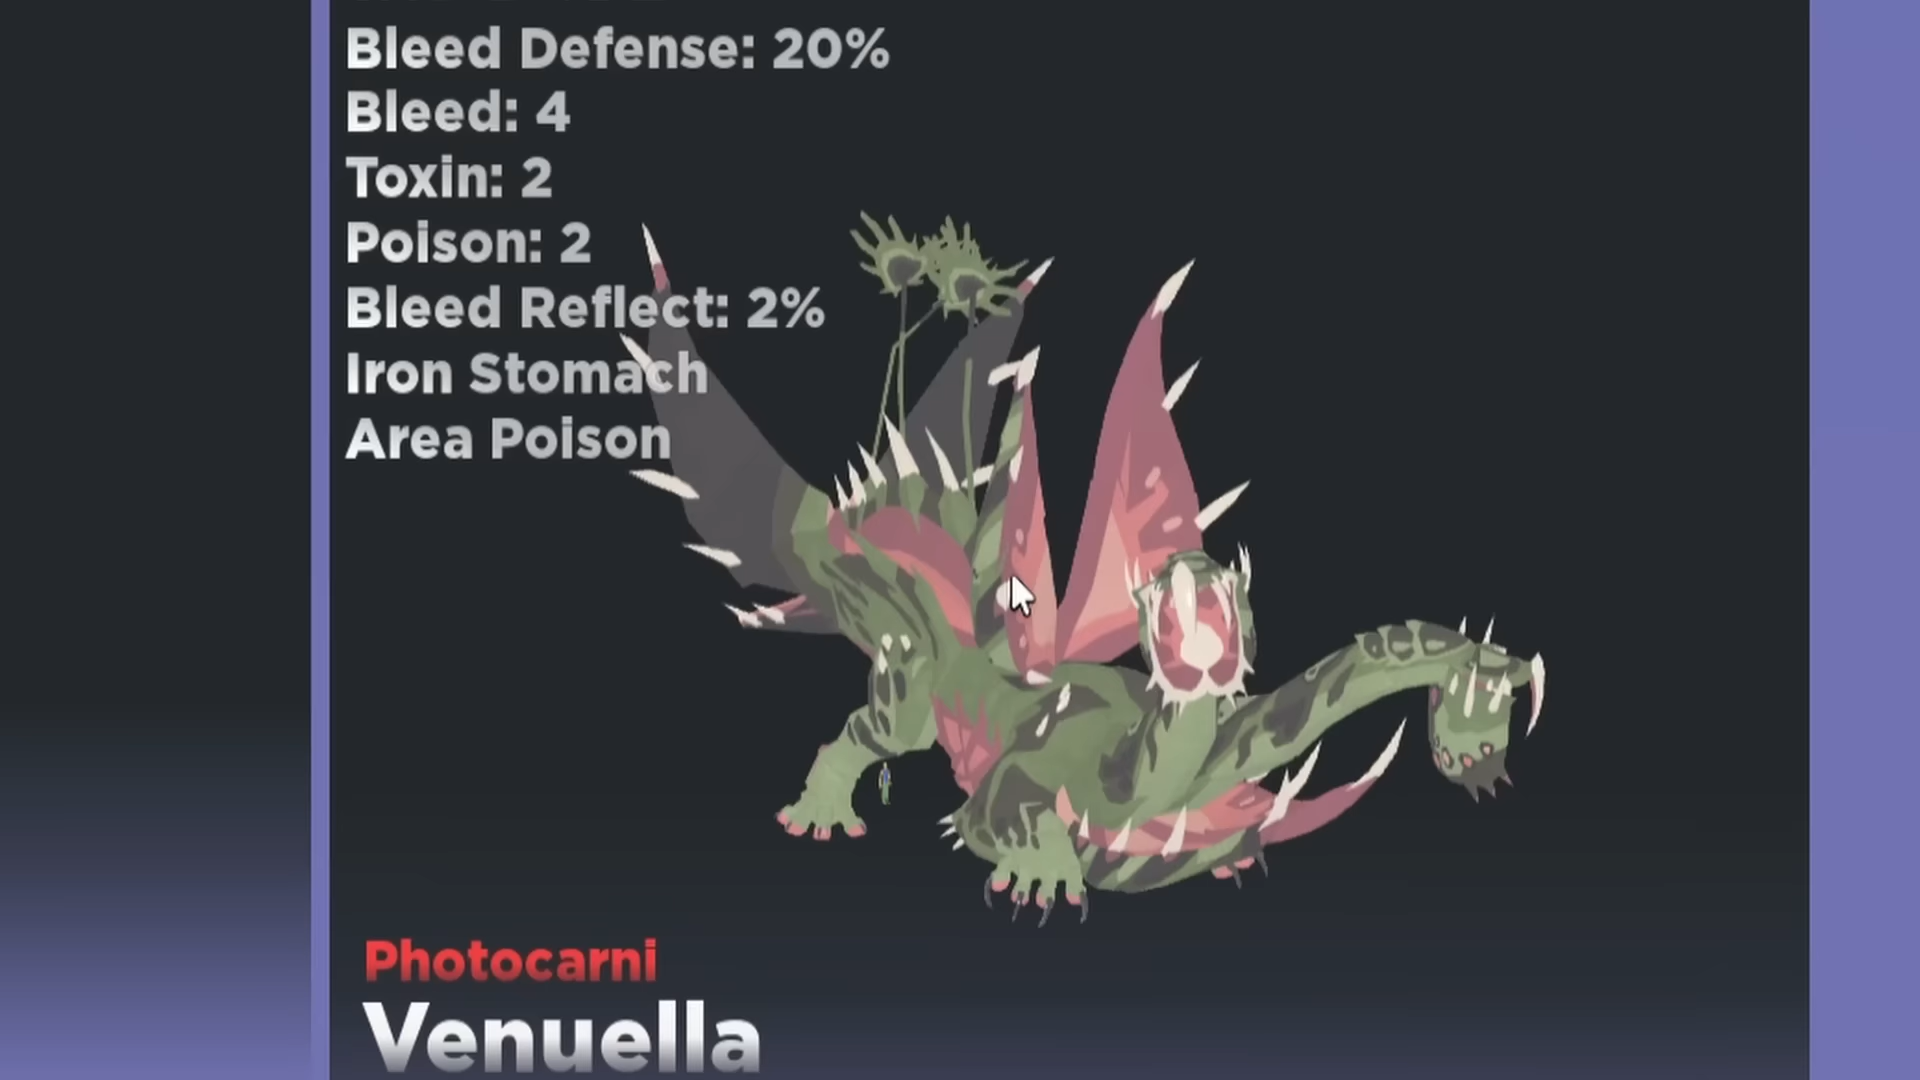 Bleed Defense: 20%
Bleed: 4
Toxin: 2
Poison: 2
Bleed Reflect: 2%
Iron Stomach
Area Poison
Photocarni
Venuella